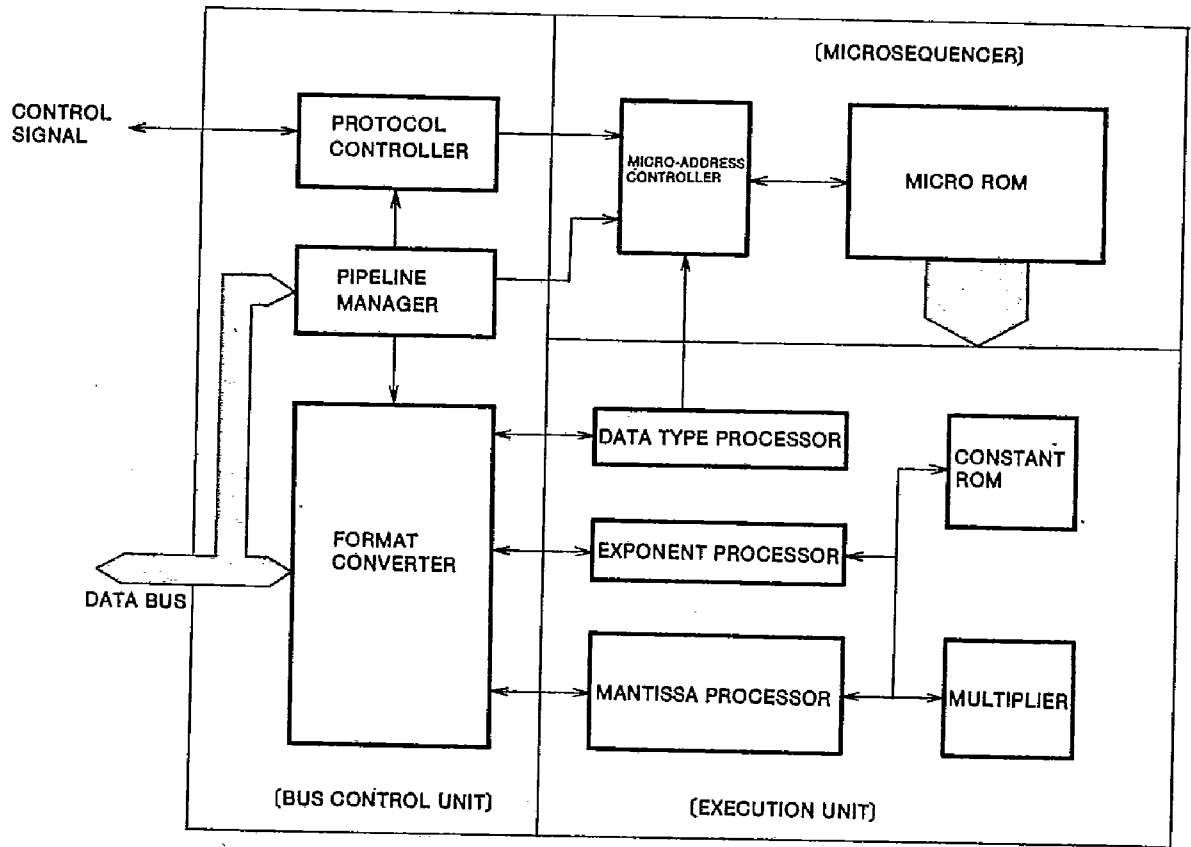 (MICROSEQUENCER)
CONTROL
SIGNAL
PROTOCOL
CONTROLLER
MICRO-ADDRESS
CONTROLLER
MICRO ROM
PIPELINE
MANAGER
DATA TYPE PROCESSOR
CONSTANT
ROM
FORMAT
CONVERTER
EXPONENT PROCESSOR
DATA BUS
MANTISSA PROCESSOR
MULTIPLIER
(BUS CONTROL UNIT)
(EXECUTION UNIT)